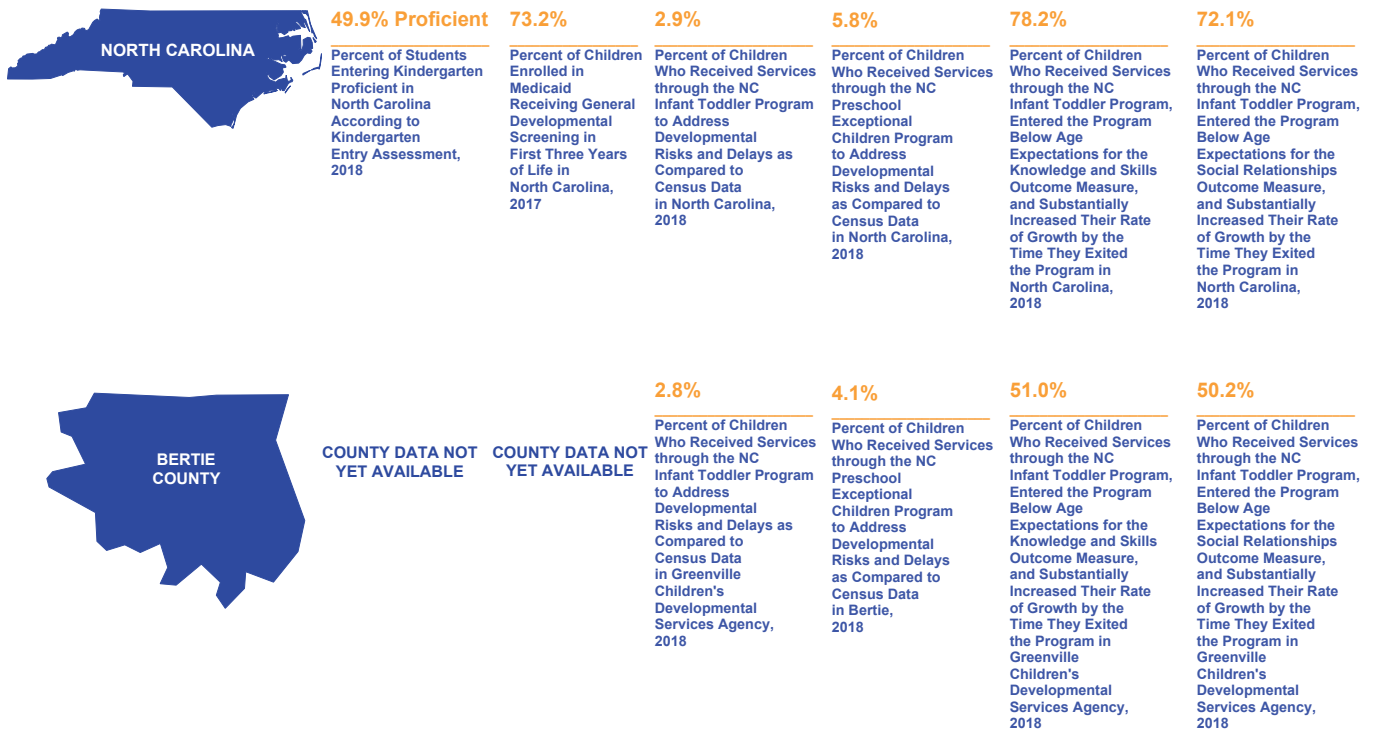 NORTH CAROLINA
49.9% Proficient
Percent of Students
Entering Kindergarten
Proficient in
North Carolina
According to
Kindergarten
Entry Assessment,
2018
73.2%
Percent of Children
Enrolled in
Medicaid
Receiving General
Developmental
Screening in
First Three Years
of Life in
North Carolina,
2017
2.9%
Percent of Children
Who Received Services
through the NC
Infant Toddler Program
to Address
Developmental
Risks and Delays as
Compared to
Census Data
in North Carolina,
2018
5.8%
Percent of Children
Who Received Services
through the NC
Preschool
Exceptional
Children Program
to Address
Developmental
Risks and Delays
as Compared to
Census Data
in North Carolina,
2018
78.2%
Percent of Children
Who Received Services
through the NC
Infant Toddler Program,
Entered the Program
Below Age
Expectations for the
Knowledge and Skills
Outcome Measure,
and Substantially
Increased Their Rate
of Growth by the
Time They Exited
the Program in
North Carolina,
2018
72.1%
Percent of Children
Who Received Services
through the NC
Infant Toddler Program,
Entered the Program
Below Age
Expectations for the
Social Relationships
Outcome Measure,
and Substantially
Increased Their Rate
of Growth by the
Time They Exited
the Program in
North Carolina,
2018
BERTIE
COUNTY
COUNTY DATA NOT
YET AVAILABLE
COUNTY DATA NOT
YET AVAILABLE
2.8%
Percent of Children
Who Received Services
through the NC
Infant Toddler Program
to Address
Developmental
Risks and Delays as
Compared to
Census Data
in Greenville
Children's
Developmental
Services Agency,
2018
4.1%
Percent of Children
Who Received Services
through the NC
Preschool
Exceptional
Children Program
to Address
Developmental
Risks and Delays
as Compared to
Census Data
in Bertie,
2018
51.0%
Percent of Children
Who Received Services
through the NC
Infant Toddler Program,
Entered the Program
Below Age
Expectations for the
Knowledge and Skills
Outcome Measure,
and Substantially
Increased Their Rate
of Growth by the
Time They Exited
the Program in
Greenville
Children's
Developmental
Services Agency,
2018
50.2%
Percent of Children
Who Received Services
through the NC
Infant Toddler Program,
Entered the Program
Below Age
Expectations for the
Social Relationships
Outcome Measure,
and Substantially
Increased Their Rate
of Growth by the
Time They Exited
the Program in
Greenville
Children's
Developmental
Services Agency,
2018